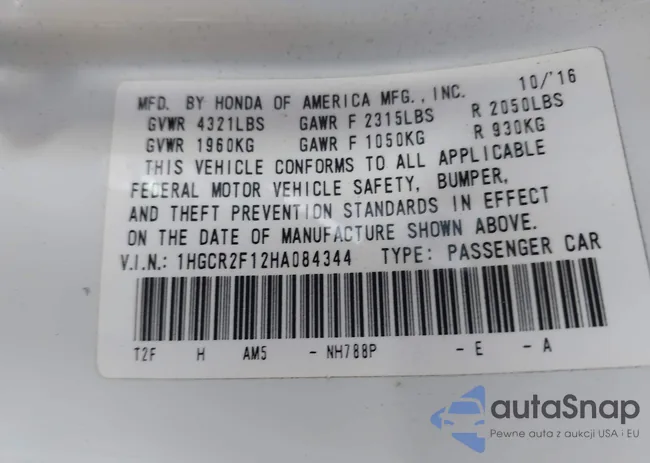 MFD. BY HONDA OF AMERICA MFG., INC. 10/'16
GVWR 4321LBS GAWR F 2315LBS R 2050LBS
GVWR 1960KG GAWR F 1050KG R 930KG
THIS VEHICLE CONFORMS TO ALL APPLICABLE
FEDERAL MOTOR VEHICLE SAFETY, BUMPER,
AND THEFT PREVENTION STANDARDS IN EFFECT
ON THE DATE OF MANUFACTURE SHOWN ABOVE.
V.I.N.: 1HGCR2F12HA084344 TYPE: PASSENGER CAR
T2F H AM5 - NH788P - E - A
autaSnap
Pewne auta z aukcji USA i EU